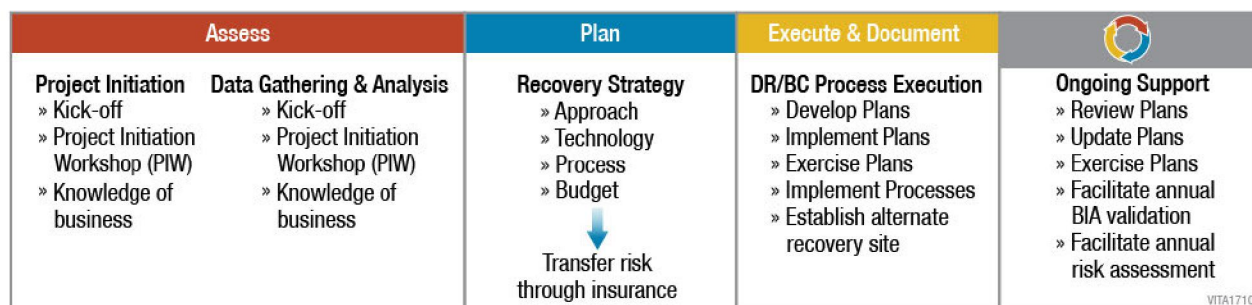 Assess
Project Initiation
» Kick-off
» Project Initiation
Workshop (PIW)
» Knowledge of
business
Data Gathering & Analysis
» Kick-off
» Project Initiation
Workshop (PIW)
» Knowledge of
business
Plan
Recovery Strategy
» Approach
» Technology
» Process
» Budget
Transfer risk
through insurance
Execute & Document
DR/BC Process Execution
» Develop Plans
» Implement Plans
» Exercise Plans
» Implement Processes
» Establish alternate
recovery site
Ongoing Support
» Review Plans
» Update Plans
» Exercise Plans
» Facilitate annual
BIA validation
» Facilitate annual
risk assessment